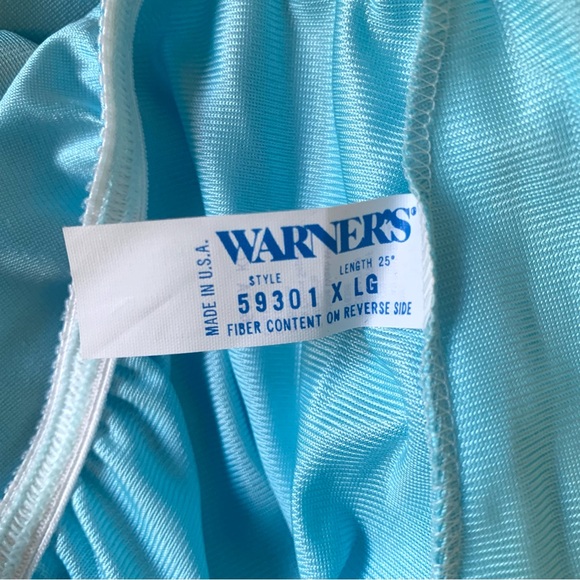 MADE IN U.S.A.
WARNER'S®
STYLE LENGTH 25"
59301 X LG
FIBER CONTENT ON REVERSE SIDE